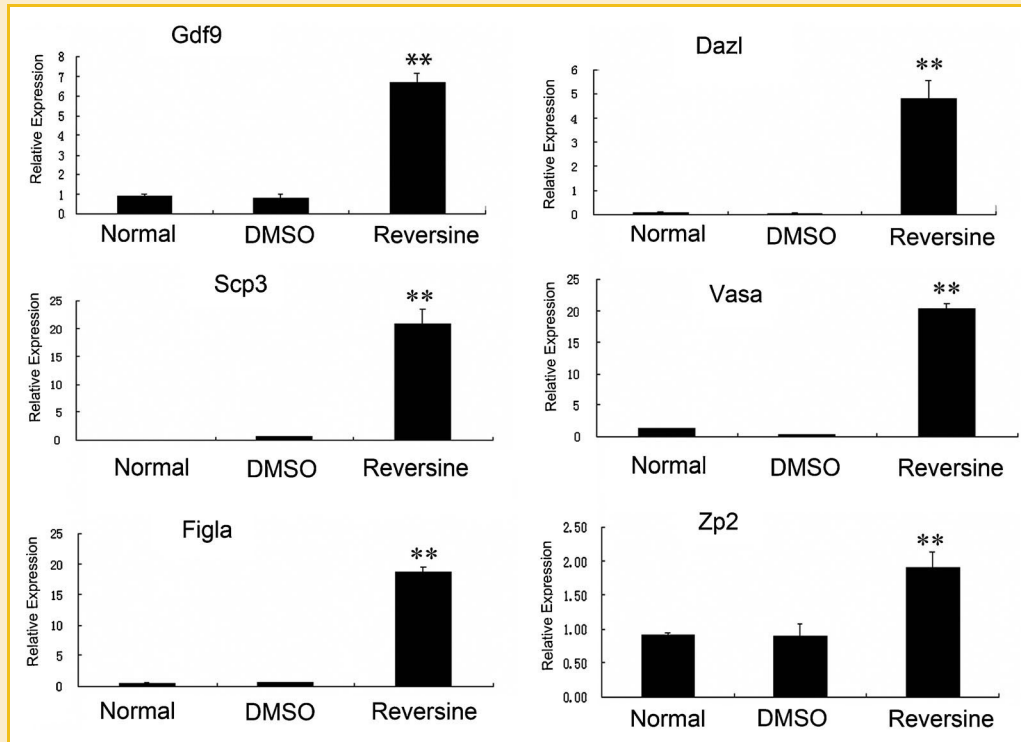 Gdf9
**
Relative Expression
8
7
6
5
4
3
2
1
0
Normal DMSO Reversine
Dazl
**
Relative Expression
6
5
4
3
2
1
0
Normal DMSO Reversine
Scp3
**
Relative Expression
25
20
15
10
5
0
Normal DMSO Reversine
Vasa
**
Relative Expression
25
20
15
10
5
0
Normal DMSO Reversine
Figla
**
Relative Expression
25
20
15
10
5
0
Normal DMSO Reversine
Zp2
**
Relative Expression
2.50
2.00
1.50
1.00
0.50
0.00
Normal DMSO Reversine